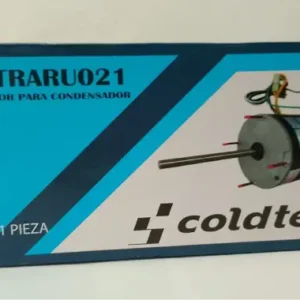 TRARU021
OR PARA CONDENSADOR
1 PIEZA
coldte